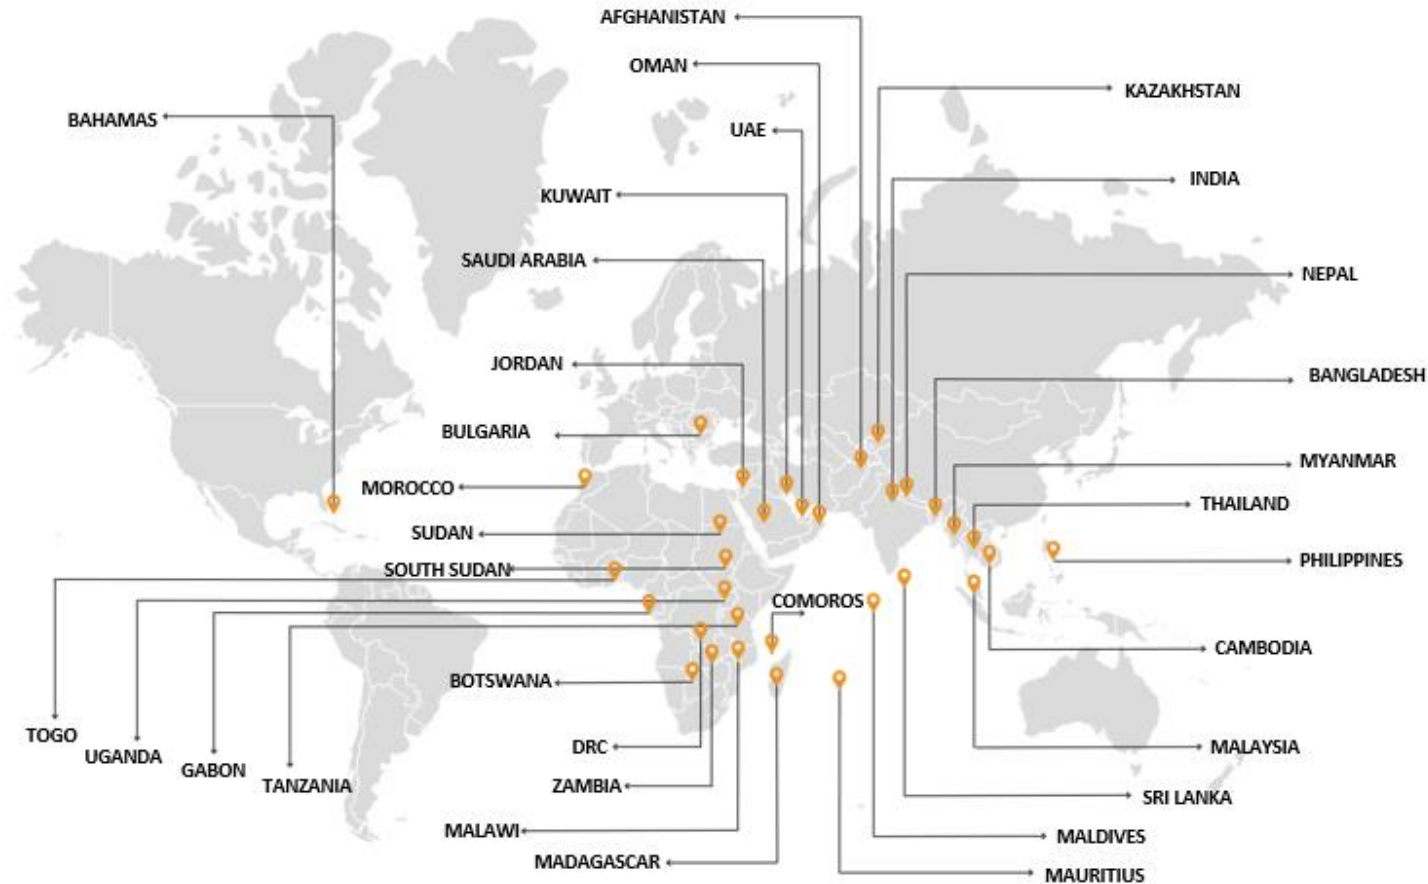 AFGHANISTAN
OMAN
KAZAKHSTAN
BAHAMAS
UAE
INDIA
KUWAIT
SAUDI ARABIA
NEPAL
JORDAN
BANGLADESH
BULGARIA
MYANMAR
MOROCCO
THAILAND
SUDAN
PHILIPPINES
SOUTH SUDAN
COMOROS
CAMBODIA
BOTSWANA
TOGO
UGANDA
DRC
MALAYSIA
GABON
TANZANIA
ZAMBIA
SRI LANKA
MALAWI
MALDIVES
MADAGASCAR
MAURITIUS